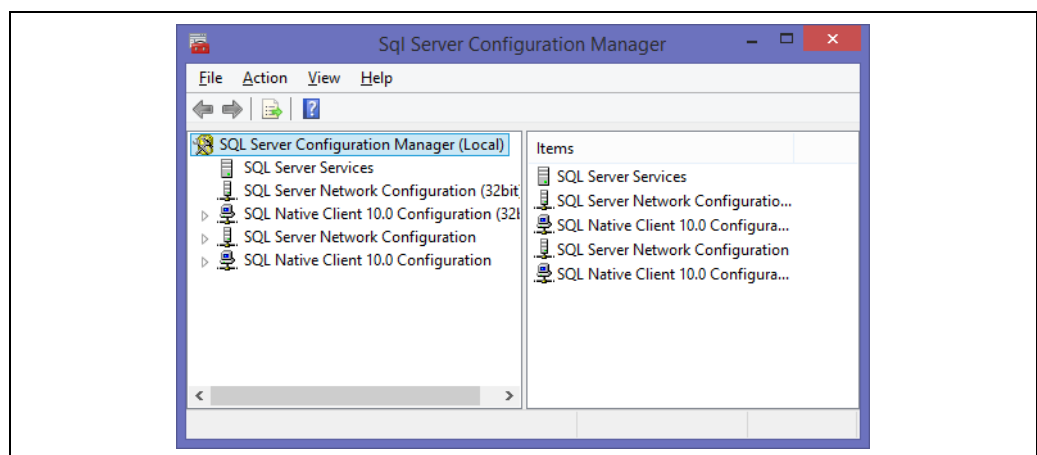 Sql Server Configuration Manager
File Action View Help
SQL Server Configuration Manager (Local)
SQL Server Services
SQL Server Network Configuration (32bit
SQL Native Client 10.0 Configuration (32b
SQL Server Network Configuration
SQL Native Client 10.0 Configuration
Items
SQL Server Services
SQL Server Network Configuratio...
SQL Native Client 10.0 Configura...
SQL Server Network Configuration
SQL Native Client 10.0 Configura...